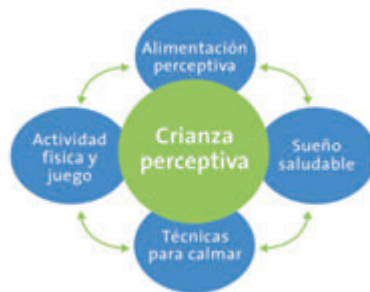 Alimentación
perceptiva
Actividad
física y
juego
Crianza
perceptiva
Sueño
saludable
Técnicas
para calmar